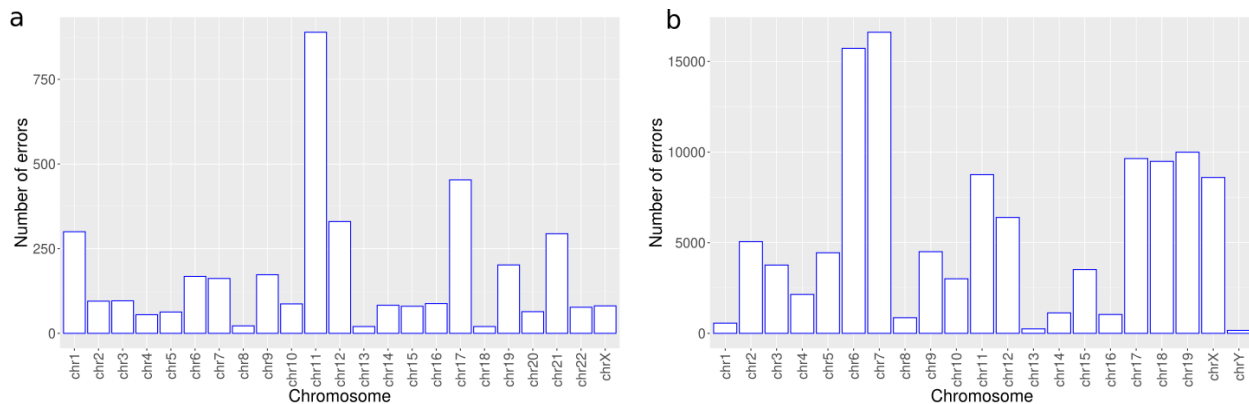 a
Number of errors
750
500
250
0
chr1 chr2 chr3 chr4 chr5 chr6 chr7 chr8 chr9 chr10 chr11 chr12 chr13 chr14 chr15 chr16 chr17 chr18 chr19 chr20 chr21 chr22 chrX
Chromosome
b
Number of errors
15000
10000
5000
0
chr1 chr2 chr3 chr4 chr5 chr6 chr7 chr8 chr9 chr10 chr11 chr12 chr13 chr14 chr15 chr16 chr17 chr18 chr19 chrX chrY
Chromosome